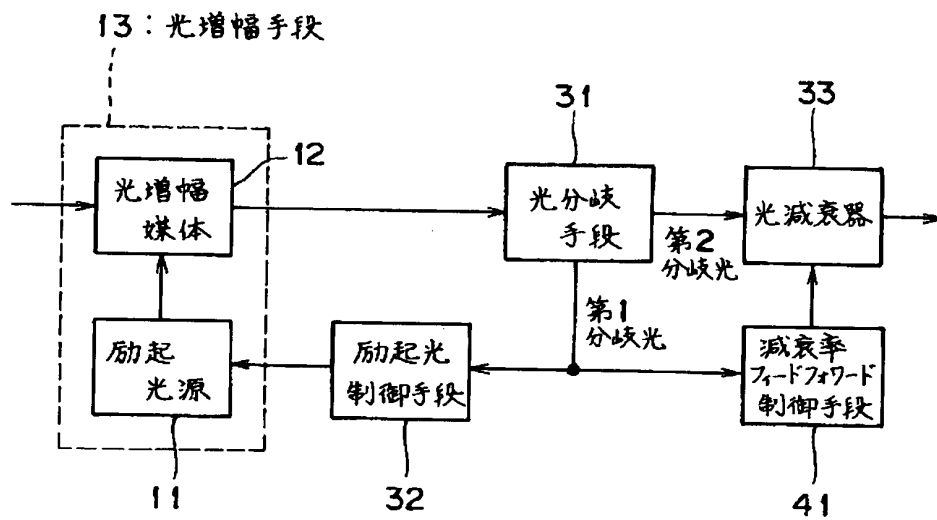 13：光増幅手段
31
33
12
光増幅
媒体
光分岐
手段
光減衰器
第2
分岐光
第1
分岐光
励起
光源
励起光
制御手段
減衰率
フィードフォワード
制御手段
11
32
41